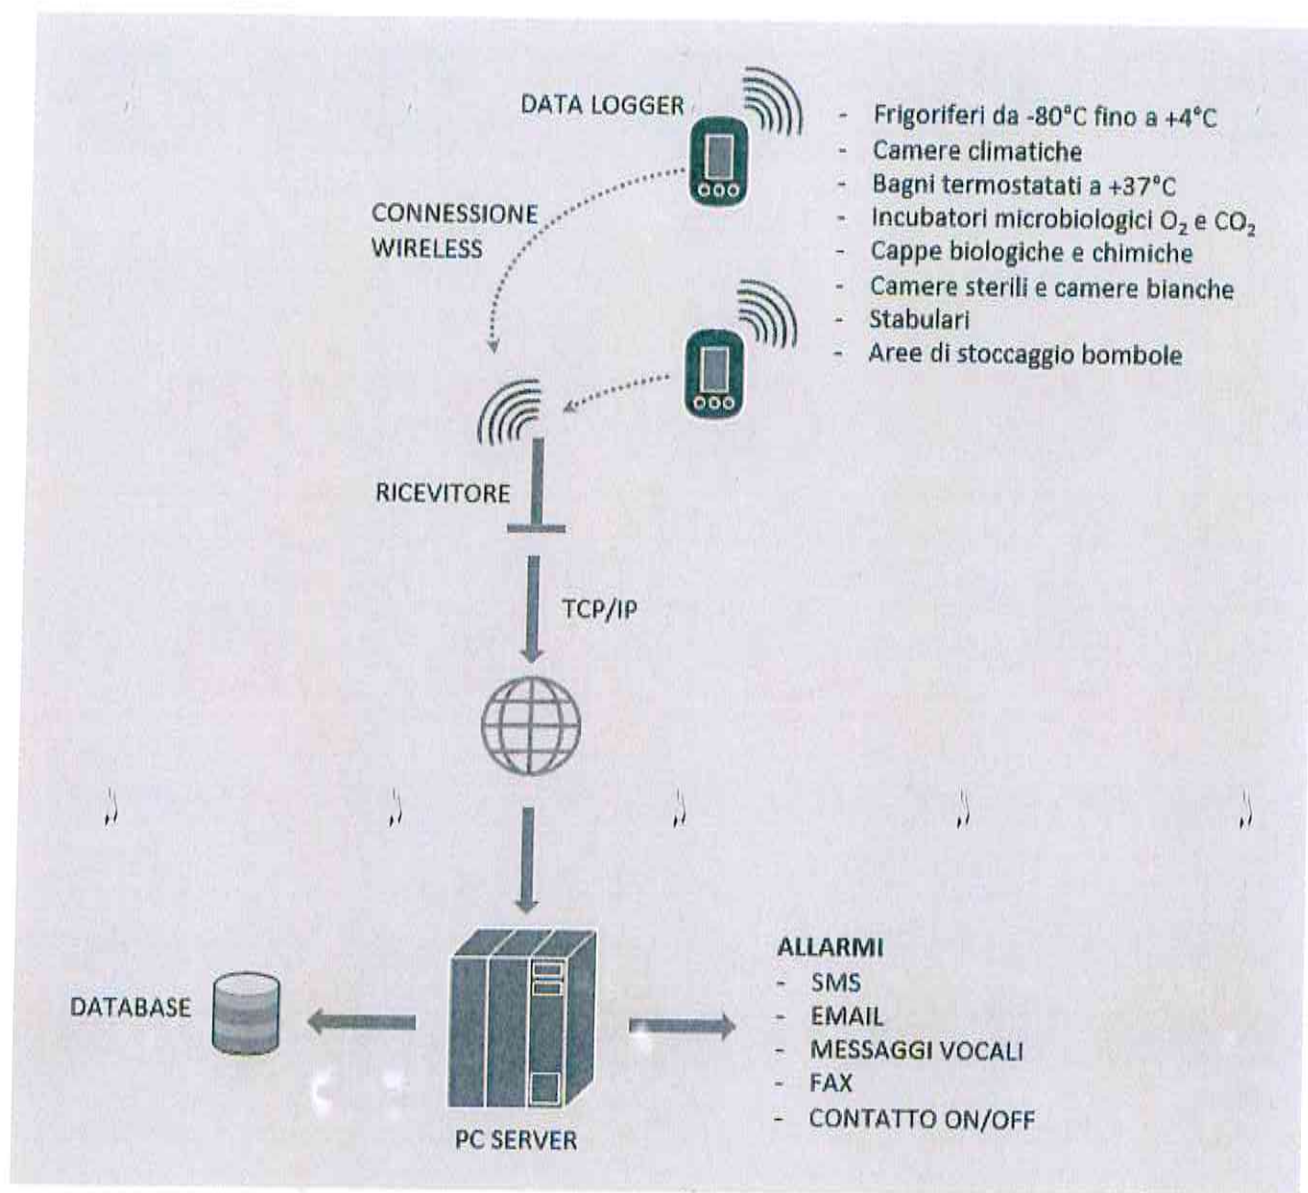 DATA LOGGER
- Frigoriferi da -80°C fino a +4°C
- Camere climatiche
- Bagni termostatati a +37°C
- Incubatori microbiologici O₂ e CO₂
- Cappe biologiche e chimiche
- Camere sterili e camere bianche
- Stabulari
- Aree di stoccaggio bombole
CONNESSIONE
WIRELESS
RICEVITORE
TCP/IP
DATABASE
PC SERVER
ALLARMI
- SMS
- EMAIL
- MESSAGGI VOCALI
- FAX
- CONTATTO ON/OFF